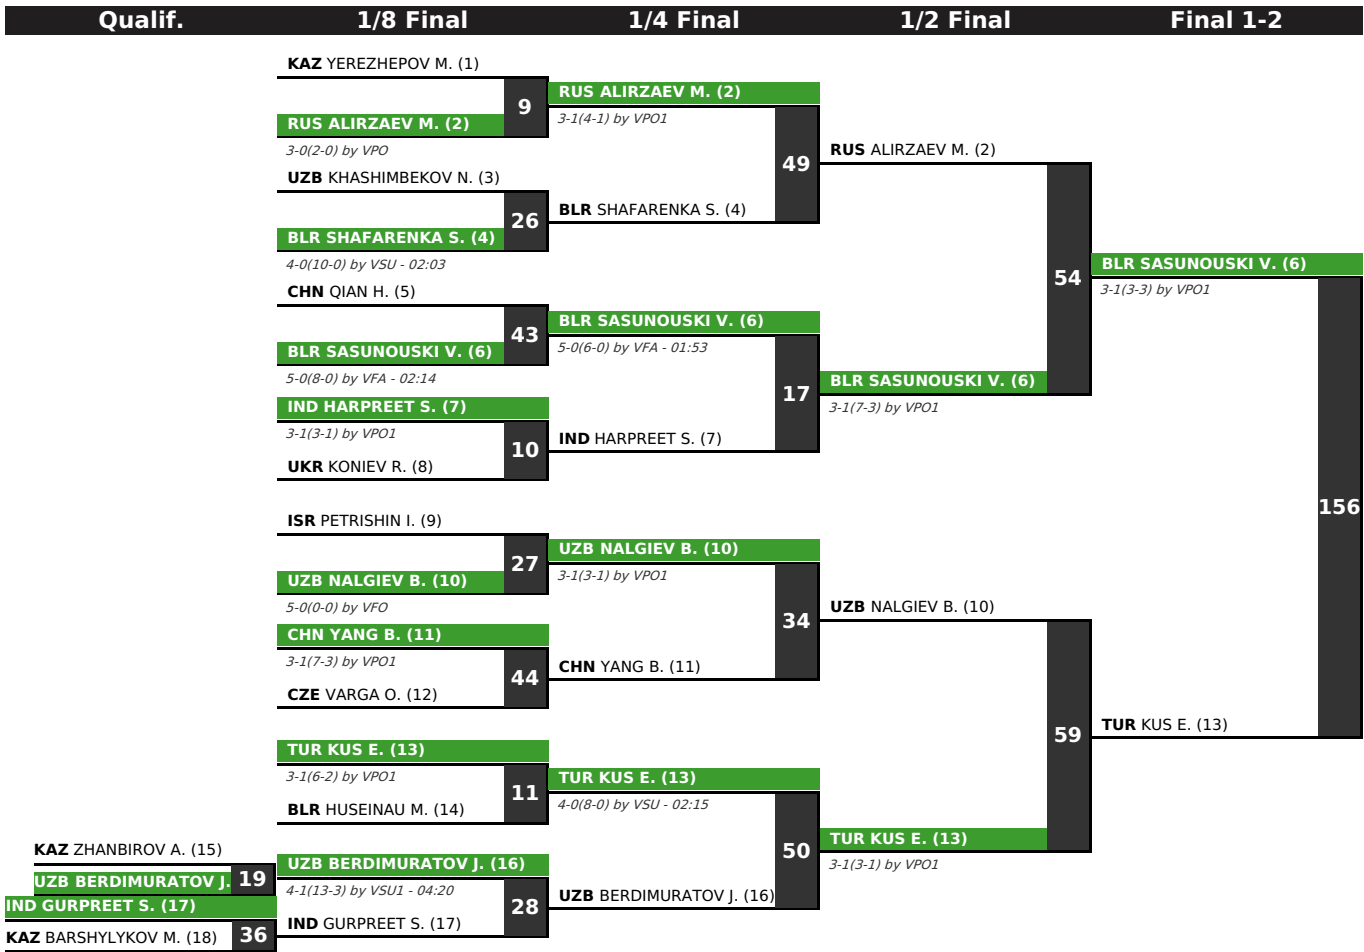 Qualif. 1/8 Final 1/4 Final 1/2 Final Final 1-2
KAZ YEREZHEPOV M. (1)
9
RUS ALIRZAEV M. (2)
3-0(2-0) by VPO
UZB KHASHIMBEKOV N. (3)
26
BLR SHAFARENKA S. (4)
4-0(10-0) by VSU - 02:03
CHN QIAN H. (5)
43
BLR SASUNOUSKI V. (6)
5-0(8-0) by VFA - 02:14
IND HARPREET S. (7)
3-1(3-1) by VPO1
10
UKR KONIEV R. (8)
ISR PETRISHIN I. (9)
27
UZB NALGIEV B. (10)
5-0(0-0) by VFO
CHN YANG B. (11)
3-1(7-3) by VPO1
44
CZE VARGA O. (12)
TUR KUS E. (13)
3-1(6-2) by VPO1
11
BLR HUSEINAU M. (14)
KAZ ZHANBIROV A. (15)
19
UZB BERDIMURATOV J.
IND GURPREET S. (17)
36
KAZ BARSHYLYKOV M. (18)
UZB BERDIMURATOV J. (16)
4-1(13-3) by VSU1 - 04:20
28
IND GURPREET S. (17)
RUS ALIRZAEV M. (2)
3-1(4-1) by VPO1
49
BLR SHAFARENKA S. (4)
BLR SASUNOUSKI V. (6)
5-0(6-0) by VFA - 01:53
17
IND HARPREET S. (7)
UZB NALGIEV B. (10)
3-1(3-1) by VPO1
34
CHN YANG B. (11)
TUR KUS E. (13)
4-0(8-0) by VSU - 02:15
50
UZB BERDIMURATOV J. (16)
RUS ALIRZAEV M. (2)
54
BLR SASUNOUSKI V. (6)
3-1(7-3) by VPO1
UZB NALGIEV B. (10)
59
TUR KUS E. (13)
3-1(3-1) by VPO1
BLR SASUNOUSKI V. (6)
3-1(3-3) by VPO1
156
TUR KUS E. (13)